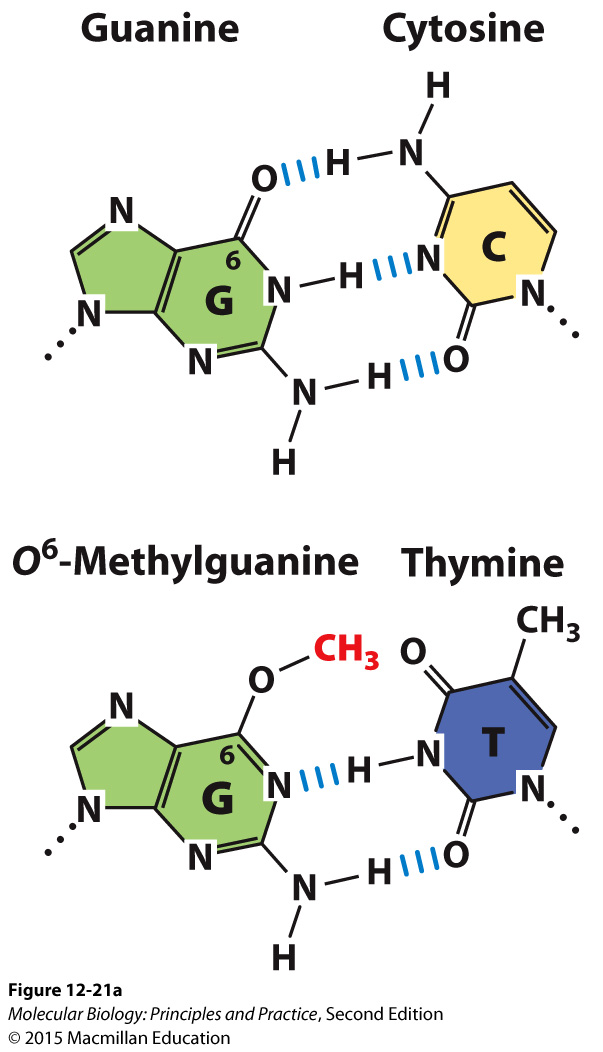 Guanine Cytosine
H
O H N
N
6
G N H N C
N N
N H O
N
H
O⁶-Methylguanine Thymine
CH₃
CH₃ O
O
N
6 H N T
G N N
N
N H O
N
H
Figure 12-21a
Molecular Biology: Principles and Practice, Second Edition
© 2015 Macmillan Education